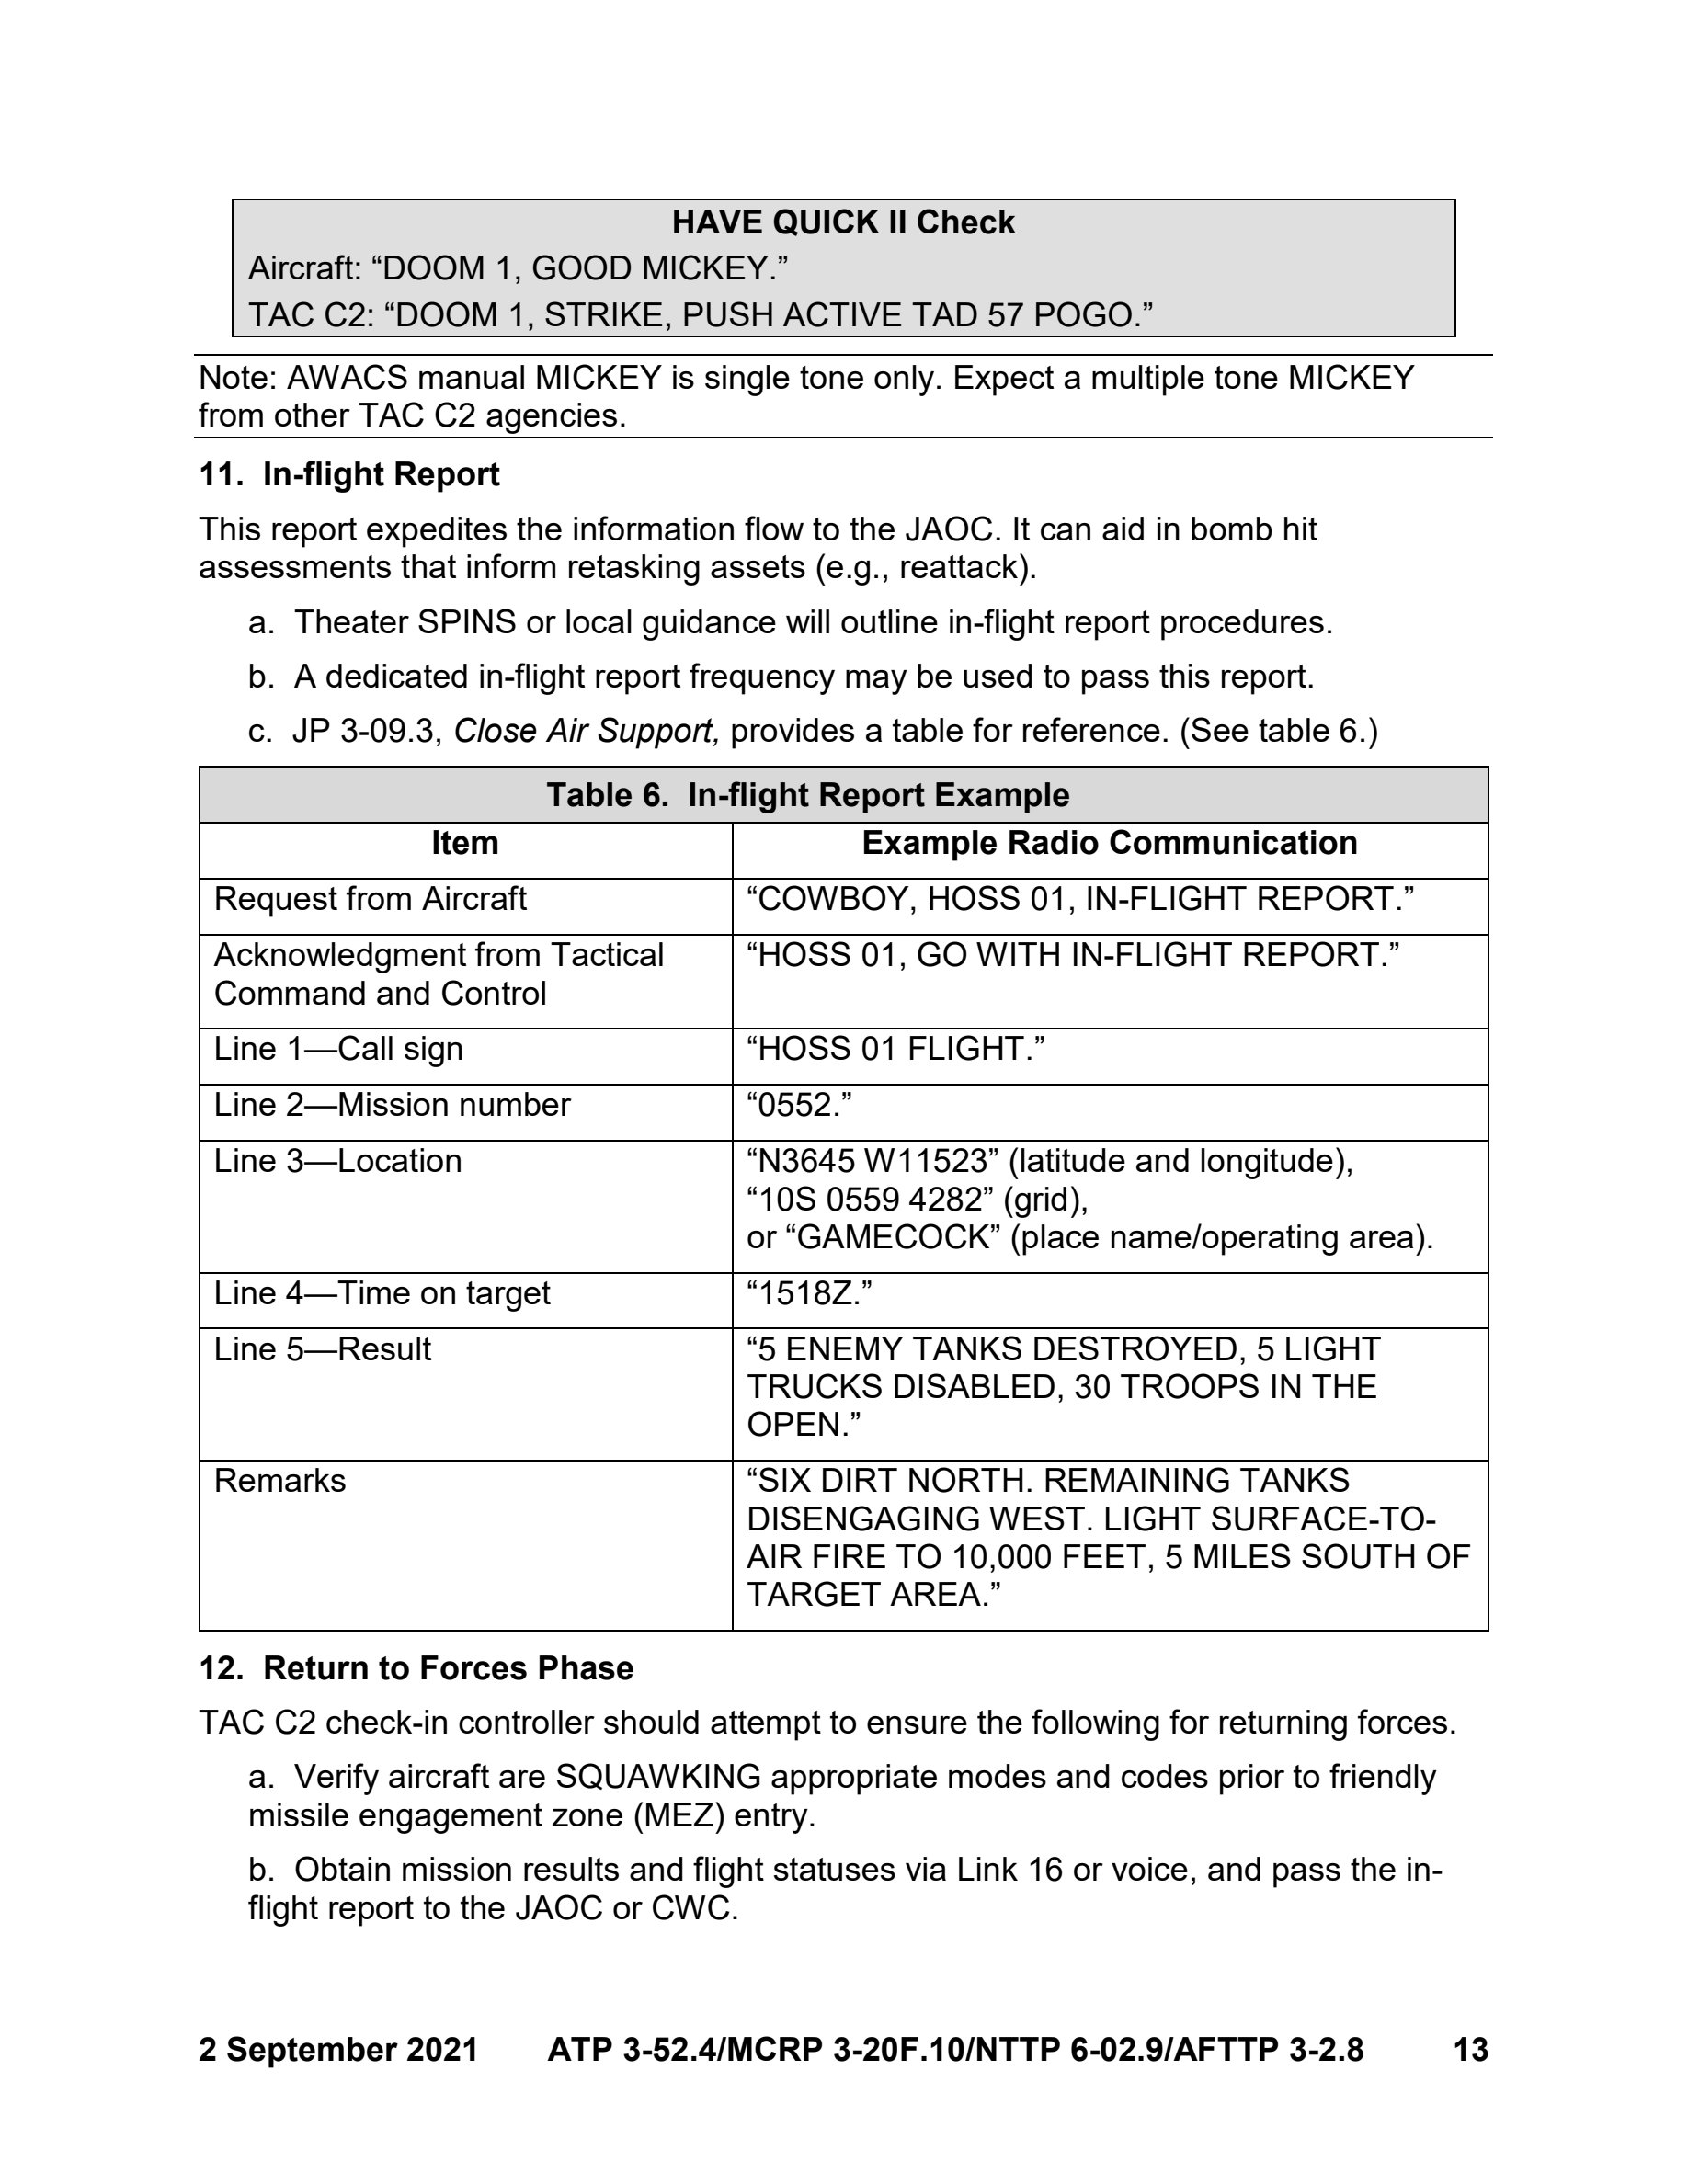 HAVE QUICK II Check
Aircraft: “DOOM 1, GOOD MICKEY.”
TAC C2: “DOOM 1, STRIKE, PUSH ACTIVE TAD 57 POGO.”
Note: AWACS manual MICKEY is single tone only. Expect a multiple tone MICKEY
from other TAC C2 agencies.
11. In-flight Report
This report expedites the information flow to the JAOC. It can aid in bomb hit
assessments that inform retasking assets (e.g., reattack).
a. Theater SPINS or local guidance will outline in-flight report procedures.
b. A dedicated in-flight report frequency may be used to pass this report.
c. JP 3-09.3, Close Air Support, provides a table for reference. (See table 6.)
Table 6. In-flight Report Example
Item
Example Radio Communication
Request from Aircraft
“COWBOY, HOSS 01, IN-FLIGHT REPORT.”
Acknowledgment from Tactical
Command and Control
“HOSS 01, GO WITH IN-FLIGHT REPORT.”
Line 1—Call sign
“HOSS 01 FLIGHT.”
Line 2—Mission number
“0552.”
Line 3—Location
“N3645 W11523” (latitude and longitude),
“10S 0559 4282” (grid),
or “GAMECOCK” (place name/operating area).
Line 4—Time on target
“1518Z.”
Line 5—Result
“5 ENEMY TANKS DESTROYED, 5 LIGHT
TRUCKS DISABLED, 30 TROOPS IN THE
OPEN.”
Remarks
“SIX DIRT NORTH. REMAINING TANKS
DISENGAGING WEST. LIGHT SURFACE-TO-
AIR FIRE TO 10,000 FEET, 5 MILES SOUTH OF
TARGET AREA.”
12. Return to Forces Phase
TAC C2 check-in controller should attempt to ensure the following for returning forces.
a. Verify aircraft are SQUAWKING appropriate modes and codes prior to friendly
missile engagement zone (MEZ) entry.
b. Obtain mission results and flight statuses via Link 16 or voice, and pass the in-
flight report to the JAOC or CWC.
2 September 2021 ATP 3-52.4/MCRP 3-20F.10/NTTP 6-02.9/AFTTP 3-2.8 13